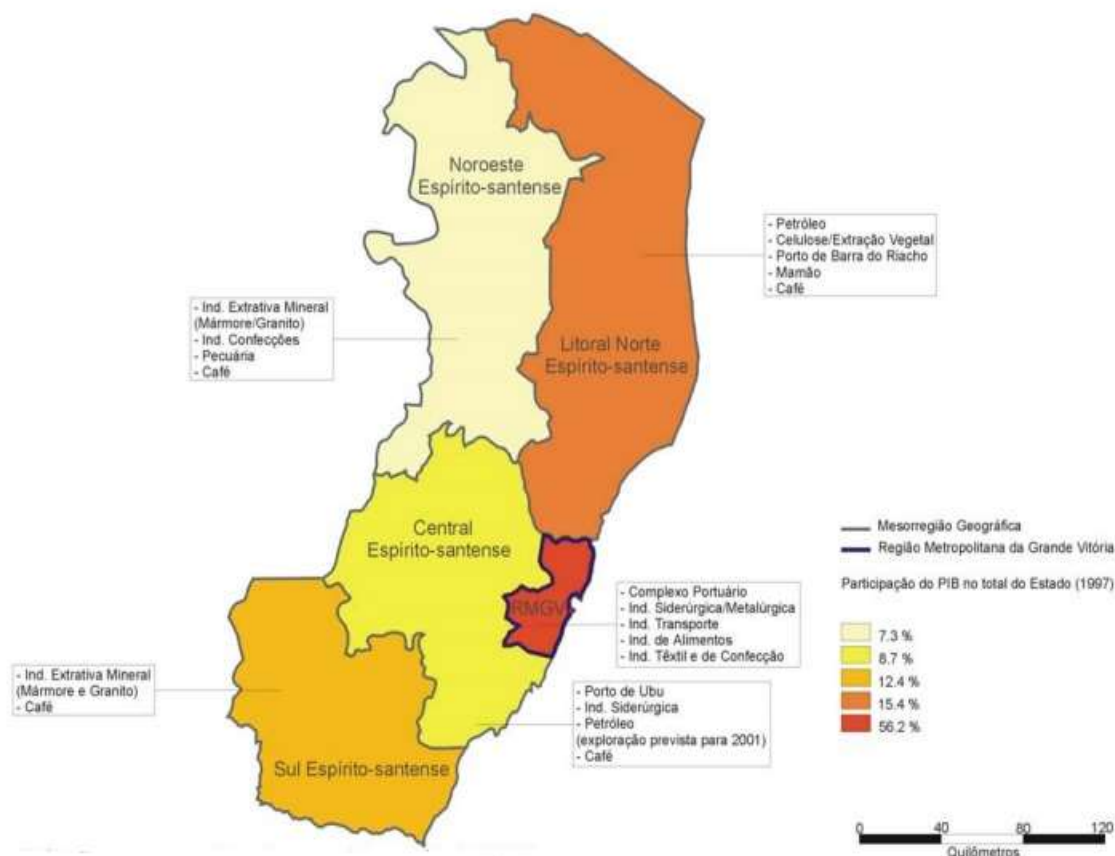 Noroeste
Espírito-santense
- Petróleo
- Celulose/Extração Vegetal
- Porto de Barra do Riacho
- Mamão
- Café
- Ind. Extrativa Mineral
(Mármore/Granito)
- Ind. Confecções
- Pecuária
- Café
Litoral Norte
Espírito-santense
Central
Espírito-santense
RMGV
- Complexo Portuário
- Ind. Siderúrgica/Metalúrgica
- Ind. Transporte
- Ind. de Alimentos
- Ind. Têxtil e de Confecção
- Ind. Extrativa Mineral
(Mármore e Granito)
- Café
- Porto de Ubu
- Ind. Siderúrgica
- Petróleo
(exploração prevista para 2001)
- Café
Sul Espírito-santense
Mesorregião Geográfica
Região Metropolitana da Grande Vitória
Participação do PIB no total do Estado (1997)
7.3 %
8.7 %
12.4 %
15.4 %
56.2 %
0 40 80 120
Quilômetros